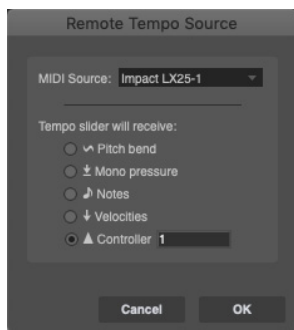 Remote Tempo Source
MIDI Source: Impact LX25-1
Tempo slider will receive:
Pitch bend
Mono pressure
Notes
Velocities
Controller 1
Cancel OK